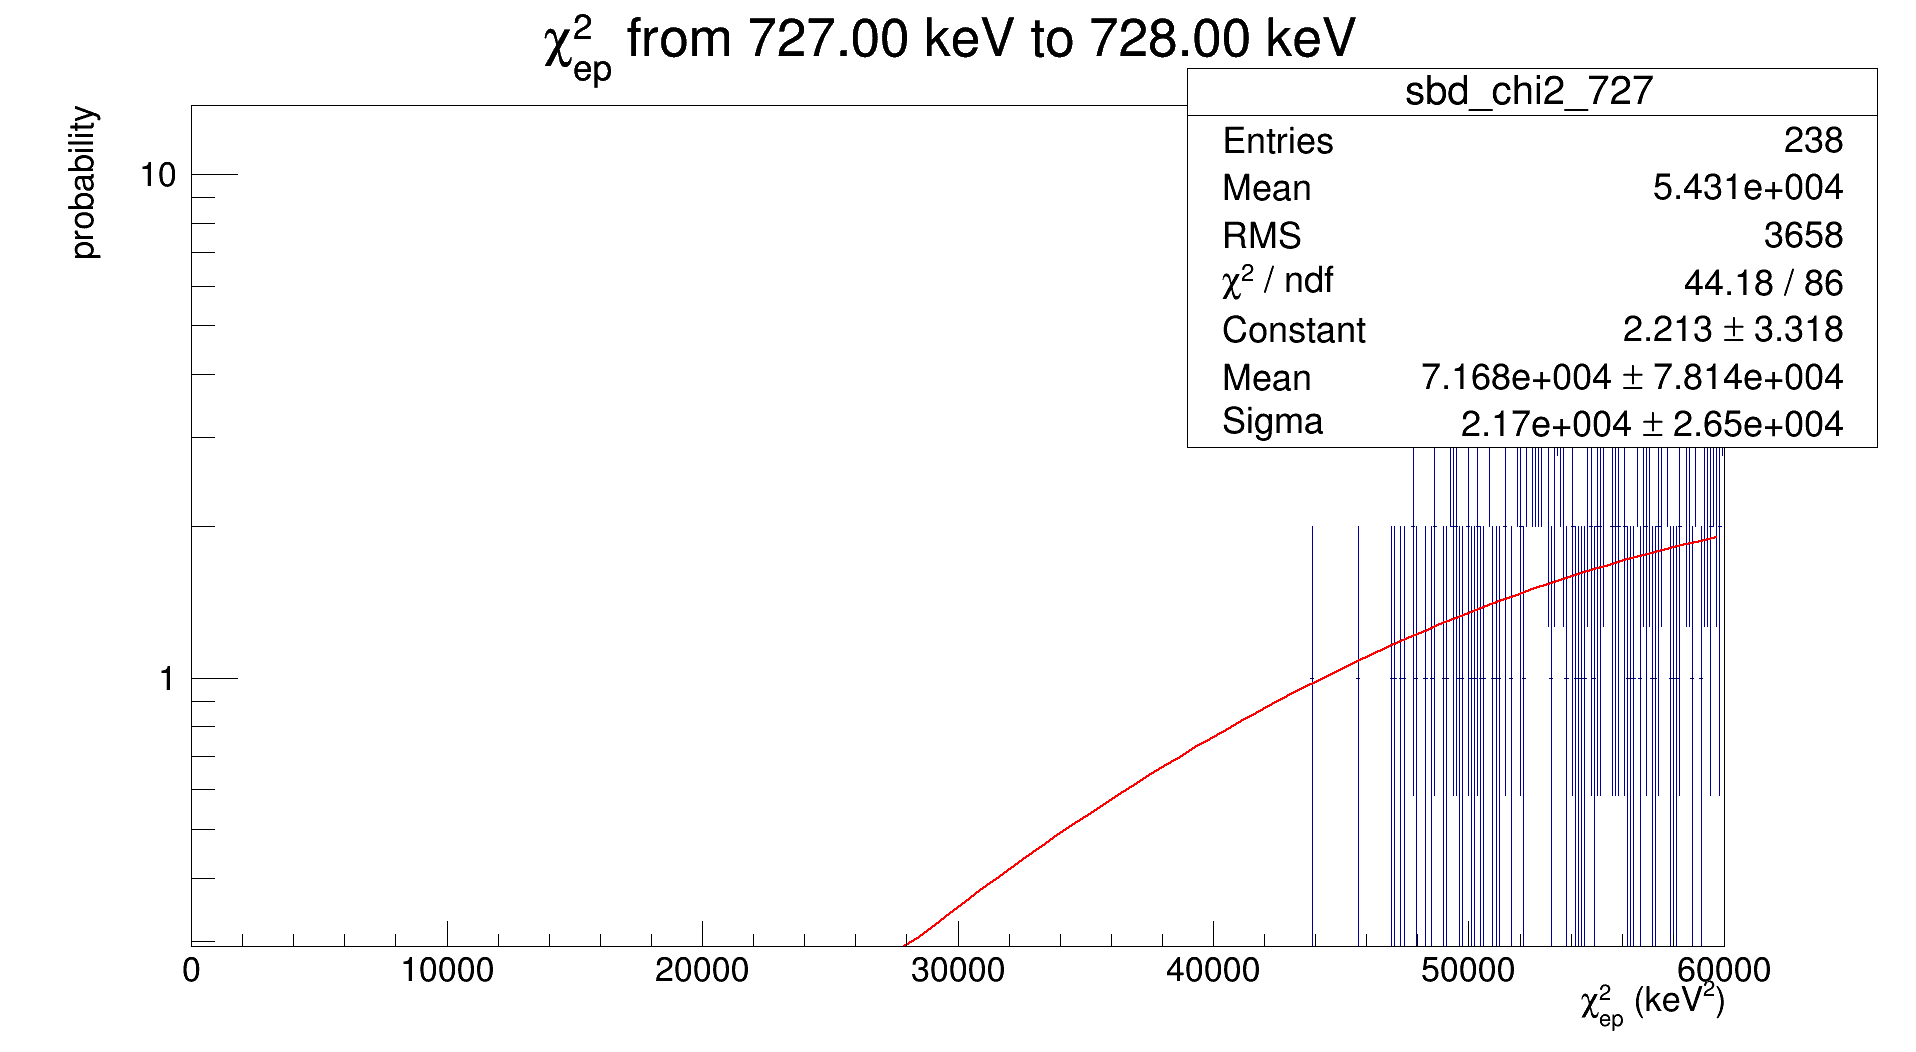 χ²ep from 727.00 keV to 728.00 keV
sbd_chi2_727
Entries 238
Mean 5.431e+004
RMS 3658
χ² / ndf 44.18 / 86
Constant 2.213 ± 3.318
Mean 7.168e+004 ± 7.814e+004
Sigma 2.17e+004 ± 2.65e+004
probability
10
1
0 10000 20000 30000 40000 50000 60000
χ²ep (keV²)